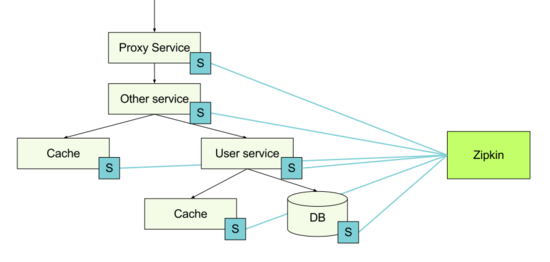 Proxy Service
S
Other service
S
Cache
S
User service
S
Zipkin
Cache
S
DB
S